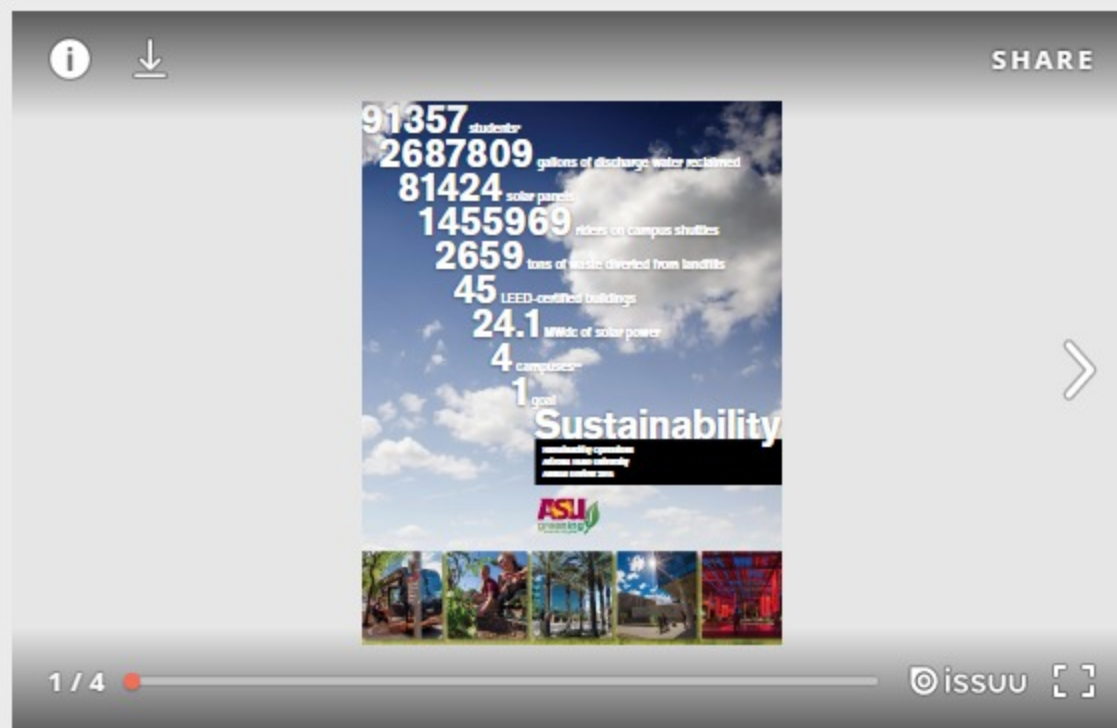 SHARE
91357 students*
2687809 gallons of discharge water reclaimed
81424 solar panels
1455969 riders on campus shuttles
2659 tons of waste diverted from landfills
45 LEED-certified buildings
24.1 MWdc of solar power
4 campuses**
1 goal
Sustainability
ASU
greening
1 / 4
issuu